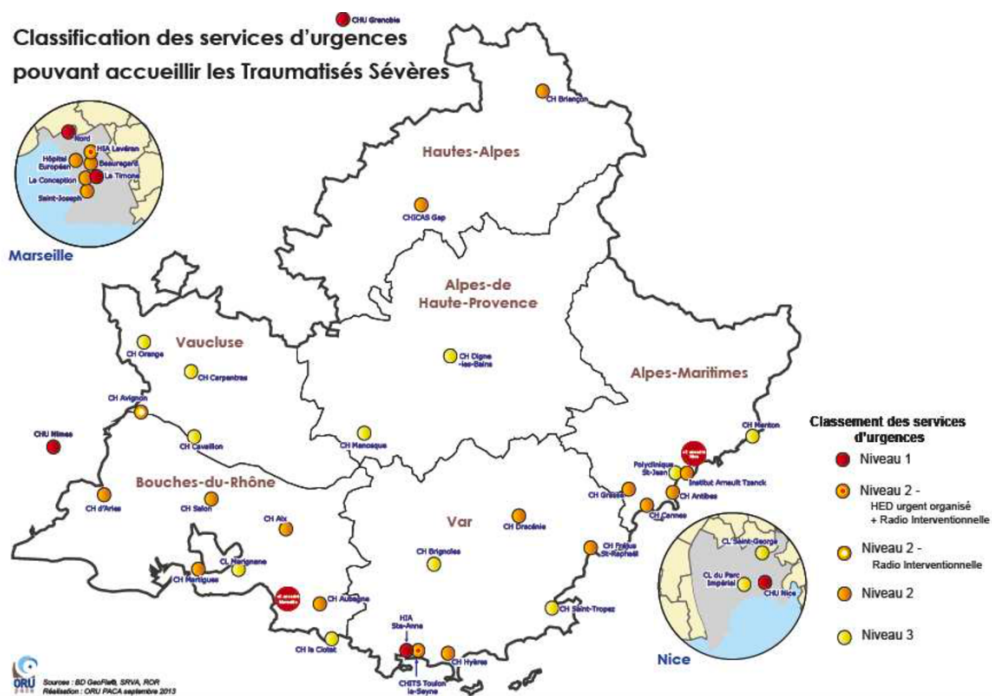 CHU Grenoble
Classification des services d'urgences
pouvant accueillir les Traumatisés Sévères
CH Briançon
Nord
HIA Lavéran
Hôpital
Européen
Beauregard
La Conception
La Timone
Saint-Joseph
Marseille
Hautes-Alpes
CHICAS Gap
Alpes-de
Haute-Provence
CH Digne
-les-Bains
CH Manosque
Vaucluse
CH Orange
CH Carpentras
CH Avignon
CH Cavaillon
CHU Nîmes
Alpes-Maritimes
CH Menton
Polyclinique
St-Jean
Institut Arnault Tzanck
CH Antibes
CH Grasse
CH Cannes
Bouches-du-Rhône
CH d'Arles
CH Salon
CH Aix
CL Marignane
CH Martigues
CH Aubagne
CH la Ciotat
Var
CH Dracénie
CH Brignoles
CH Fréjus
St-Raphaël
CH Saint-Tropez
HIA
Ste-Anne
CH Hyères
CHITS Toulon
la-Seyne
CL Saint-George
CL du Parc
Impérial
CHU Nice
Nice
Classement des services
d'urgences
Niveau 1
Niveau 2 -
HED urgent organisé
+ Radio Interventionnelle
Niveau 2 -
Radio Interventionnelle
Niveau 2
Niveau 3
ORU
PACA
Sources : BD GeoFla®, SRVA, ROR
Réalisation : ORU PACA septembre 2013